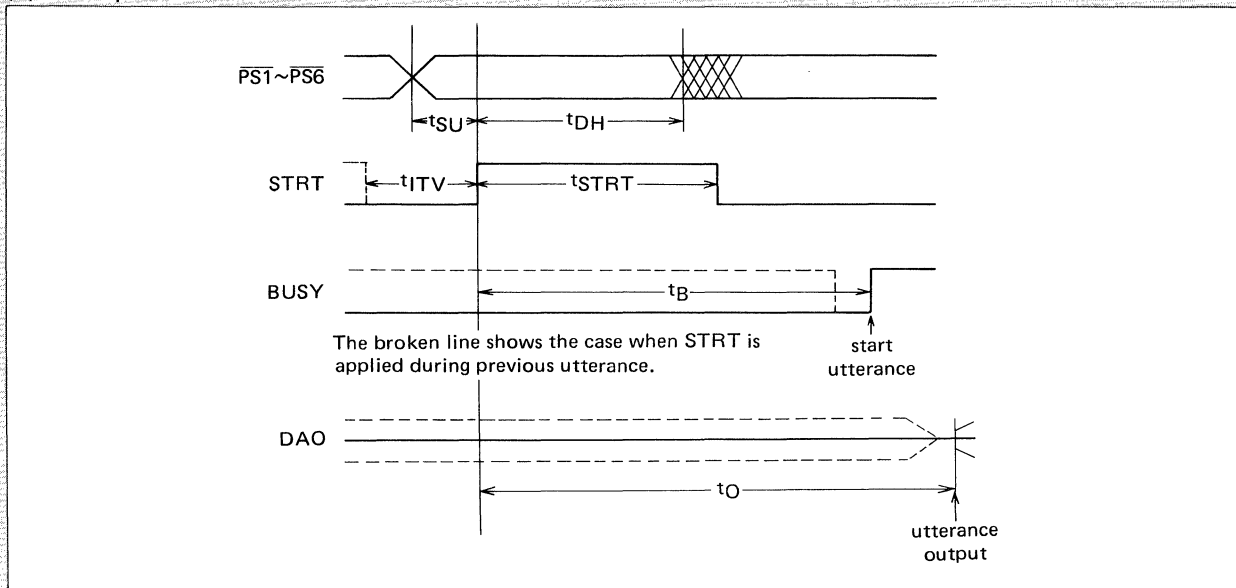 PS1~PS6
tSU
tDH
STRT
tITV
tSTRT
BUSY
tB
The broken line shows the case when STRT is
applied during previous utterance.
start
utterance
DAO
tO
utterance
output